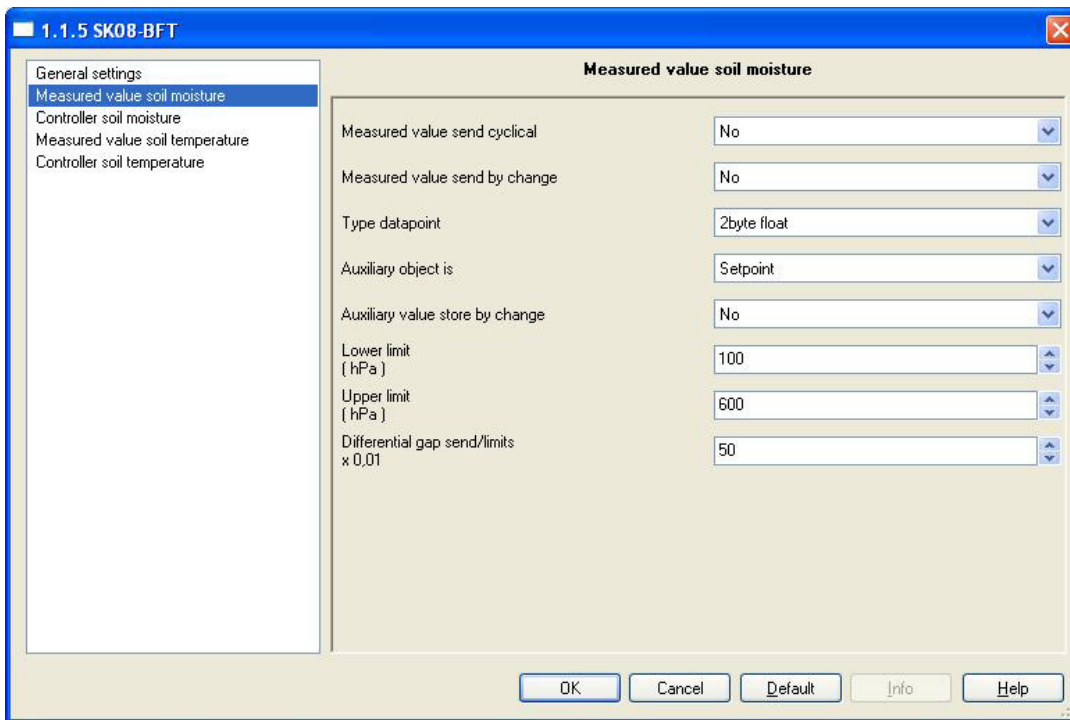 1.1.5 SK08-BFT
General settings
Measured value soil moisture
Controller soil moisture
Measured value soil temperature
Controller soil temperature
Measured value soil moisture
Measured value send cyclical No
Measured value send by change No
Type datapoint 2byte float
Auxiliary object is Setpoint
Auxiliary value store by change No
Lower limit
( hPa ) 100
Upper limit
( hPa ) 600
Differential gap send/limits
x 0,01 50
OK Cancel Default Info Help